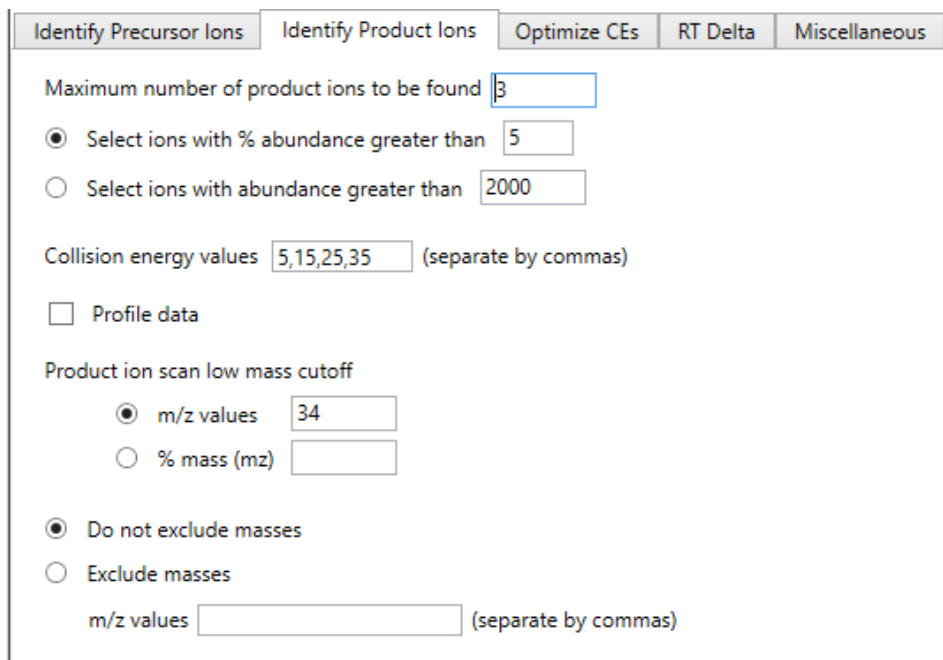 Identify Precursor Ions Identify Product Ions Optimize CEs RT Delta Miscellaneous
Maximum number of product ions to be found 3
Select ions with % abundance greater than 5
Select ions with abundance greater than 2000
Collision energy values 5,15,25,35 (separate by commas)
Profile data
Product ion scan low mass cutoff
m/z values 34
% mass (mz)
Do not exclude masses
Exclude masses
m/z values (separate by commas)